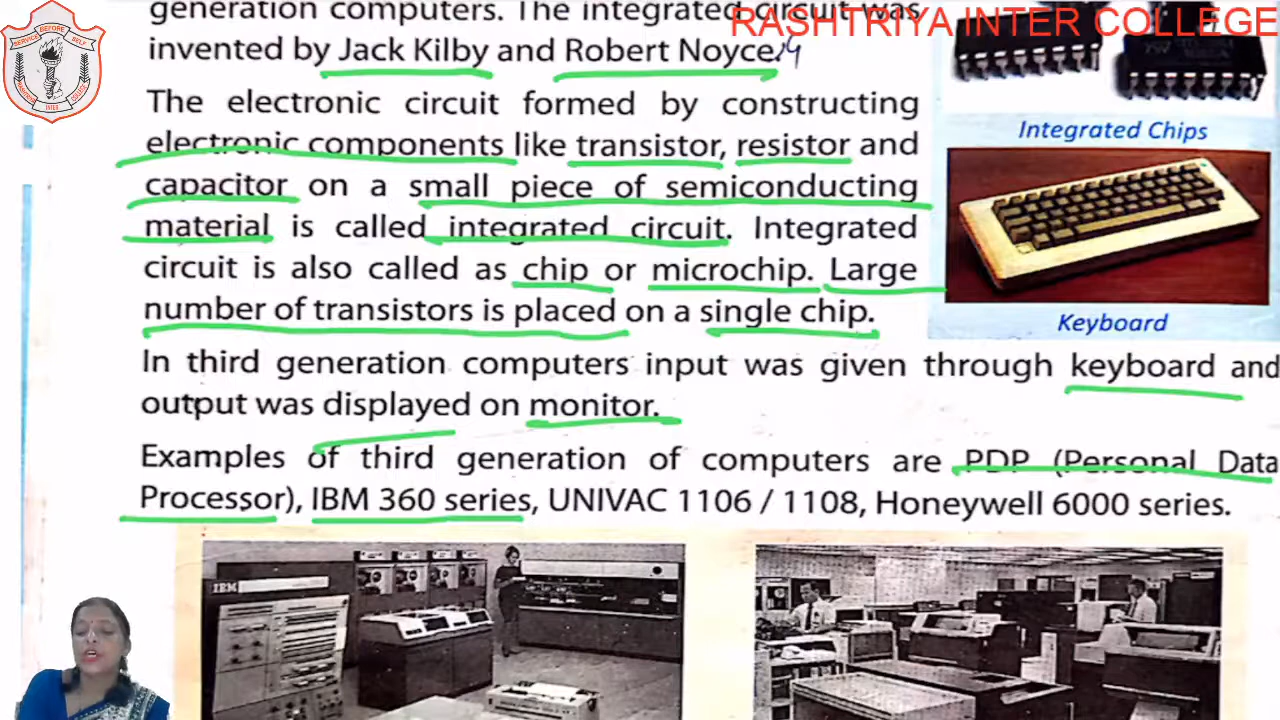 generation computers. The integrated circuit was
RASHTRIYA INTER COLLEGE
invented by Jack Kilby and Robert Noyce.
The electronic circuit formed by constructing
electronic components like transistor, resistor and
capacitor on a small piece of semiconducting
material is called integrated circuit. Integrated
circuit is also called as chip or microchip. Large
number of transistors is placed on a single chip.
Integrated Chips
Keyboard
In third generation computers input was given through keyboard and
output was displayed on monitor.
Examples of third generation of computers are PDP (Personal Data
Processor), IBM 360 series, UNIVAC 1106 / 1108, Honeywell 6000 series.
IBM
SERVICE BEFORE SELF
INTER